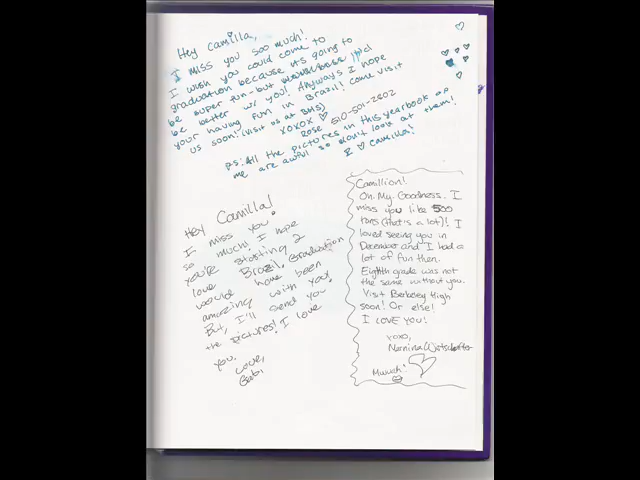 Hey Camilla,
I miss you soo much!
I wish you could come to
graduation because its going to
be super fun-but it'd
be better w/ you! Anyways I hope
your having fun in Brazil! Come visit
us soon! (visit us at BHS)
xoxox ♡
Rose 510-501-2802
p.s. All the pictures in this yearbook of
me are awful so don't look at them!
I ♡ Camilla!
Hey Camilla!
I miss you
so much! I hope
you're starting 2
love Brazil, Graduation
would have been
amazing with you!
But, I'll send you
the pictures! I love
you.
Love,
Gabi
Camillion!
Oh. My. Goodness. I
miss you like 500
tons (that's a lot)! I
loved seeing you in
December and I had a
lot of fun then.
Eighth grade was not
the same without you.
Visit Berkeley High
soon! Or else!
I LOVE YOU!
xoxo,
Narnina
Mwah!